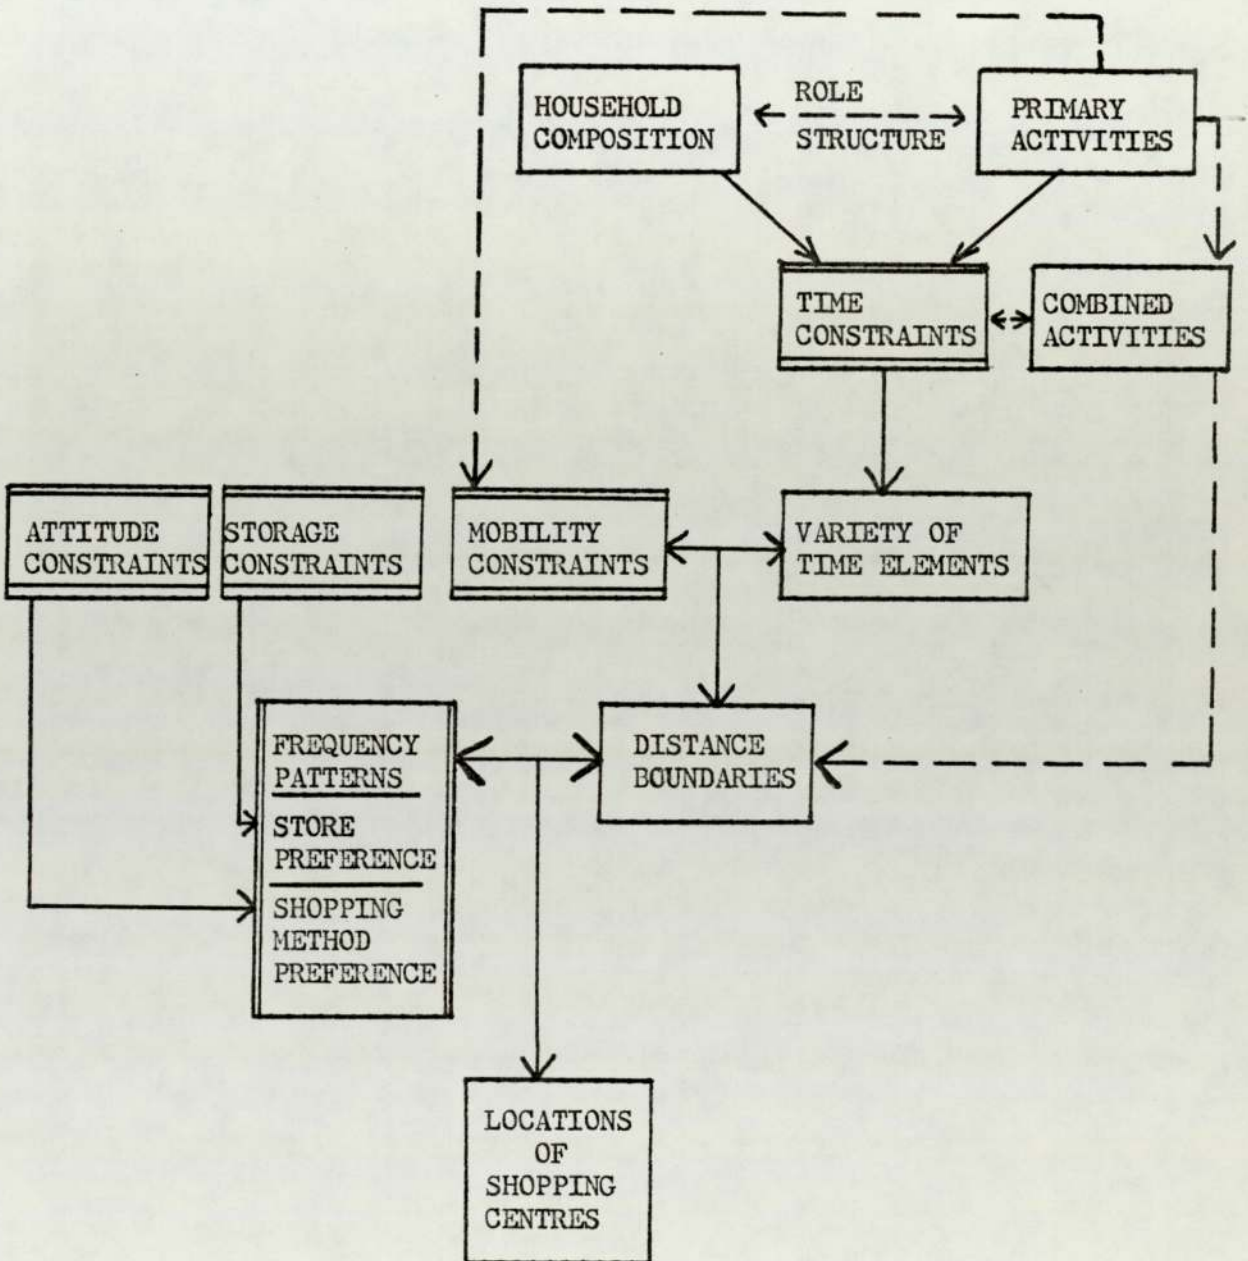 HOUSEHOLD
COMPOSITION
ROLE
STRUCTURE
PRIMARY
ACTIVITIES
TIME
CONSTRAINTS
COMBINED
ACTIVITIES
ATTITUDE
CONSTRAINTS
STORAGE
CONSTRAINTS
MOBILITY
CONSTRAINTS
VARIETY OF
TIME ELEMENTS
FREQUENCY
PATTERNS
STORE
PREFERENCE
SHOPPING
METHOD
PREFERENCE
DISTANCE
BOUNDARIES
LOCATIONS
OF
SHOPPING
CENTRES